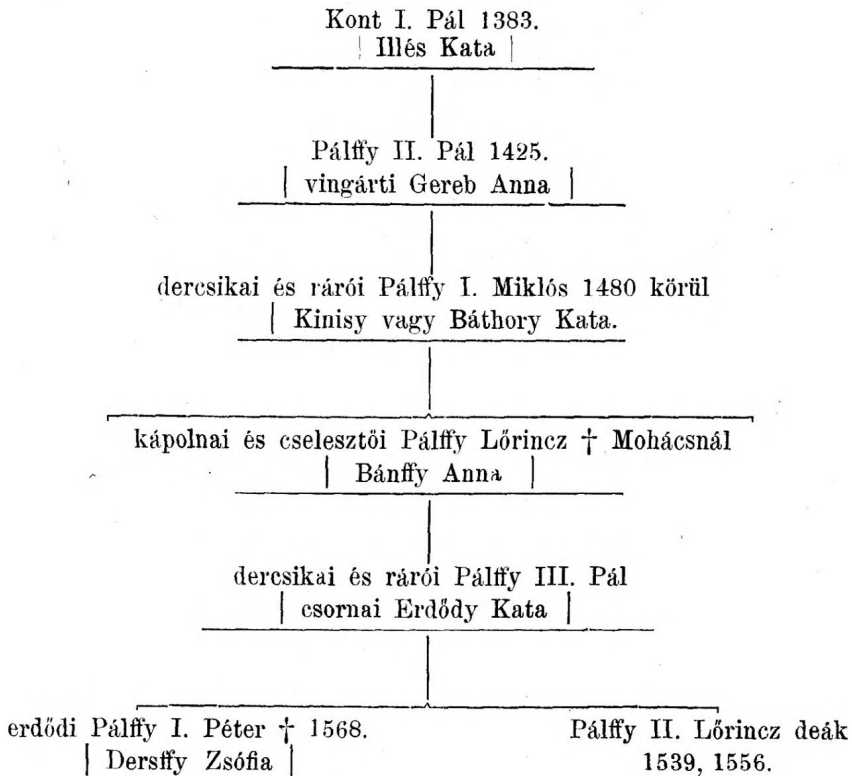 Kont I. Pál 1383.
| Illés Kata |
Pálffy II. Pál 1425.
| vingárti Gereb Anna |
dercsikai és rárói Pálffy I. Miklós 1480 körül
| Kinisy vagy Báthory Kata.
kápolnai és cselesztői Pálffy Lőrincz † Mohácsnál
| Bánffy Anna |
dercsikai és rárói Pálffy III. Pál
| csornai Erdődy Kata |
erdődi Pálffy I. Péter † 1568.
| Dersffy Zsófia |
Pálffy II. Lőrincz deák
1539, 1556.